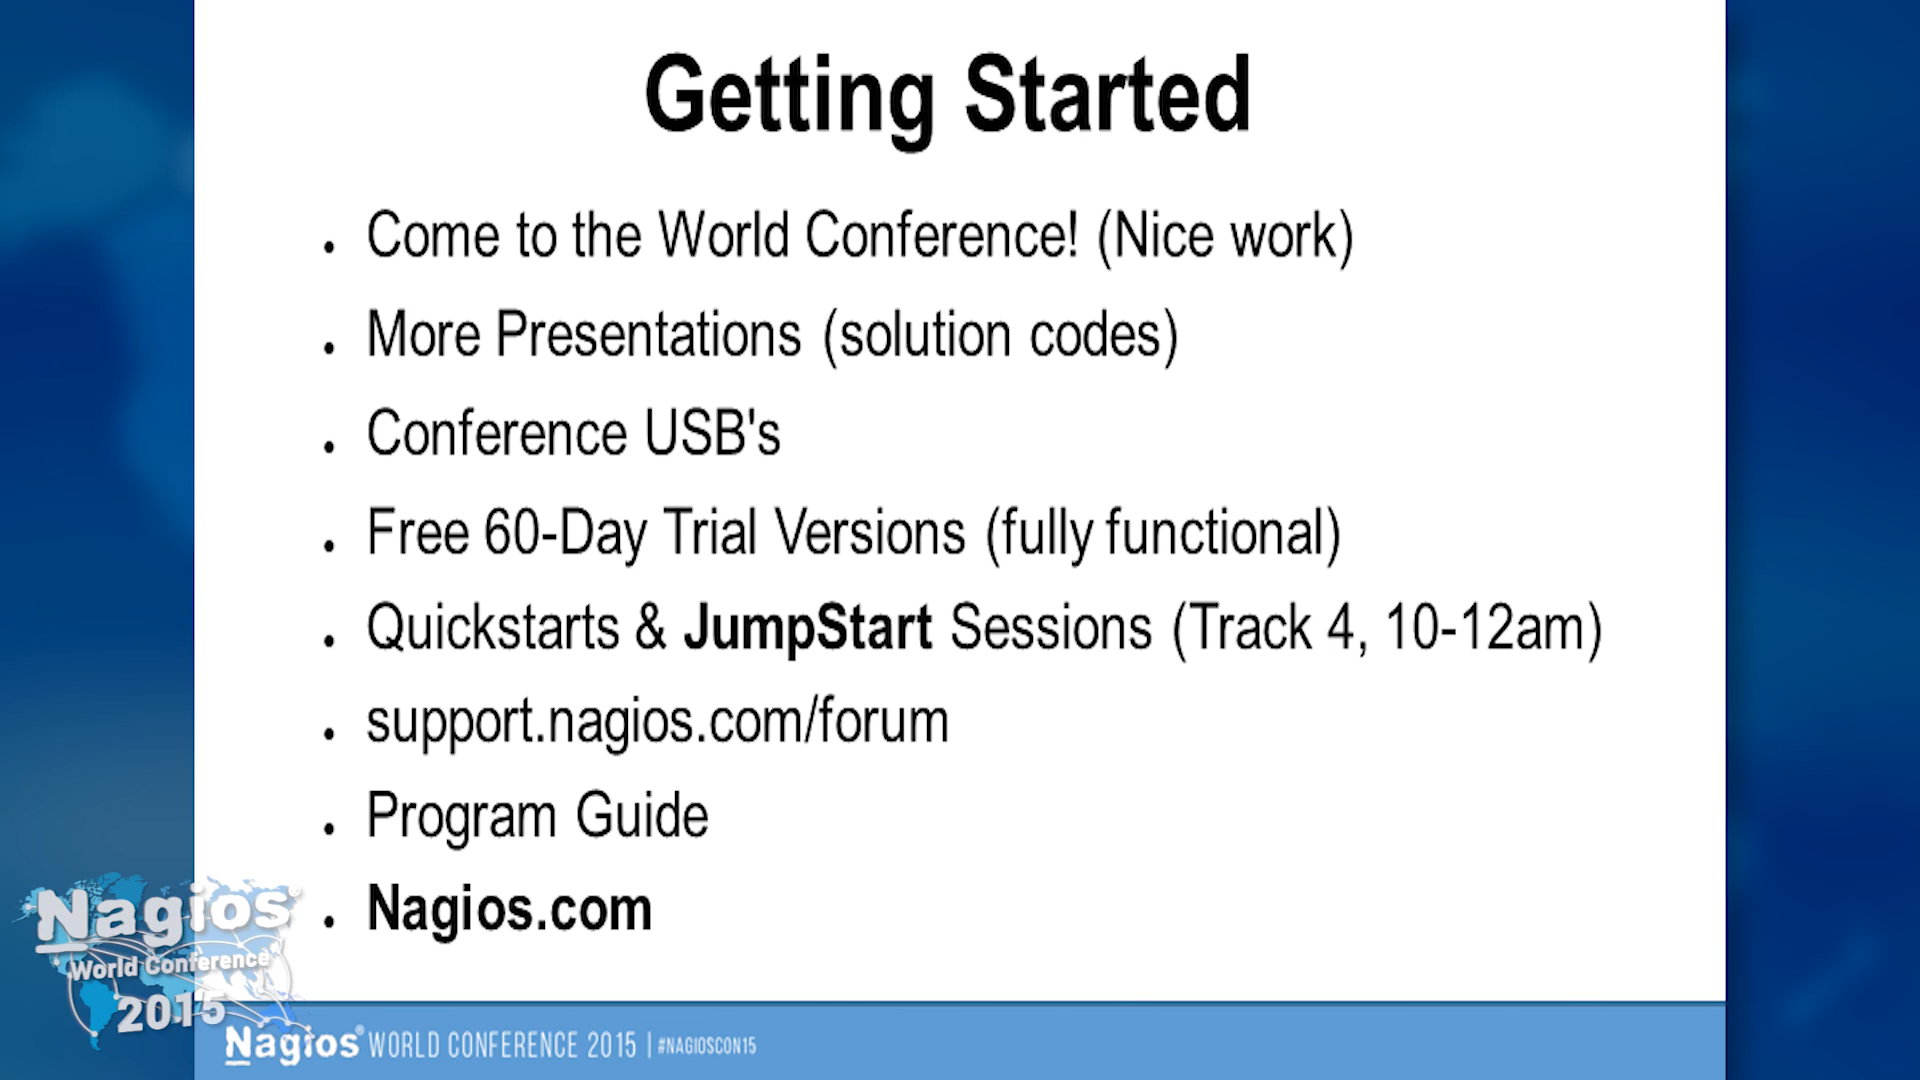 Getting Started
Come to the World Conference! (Nice work)
More Presentations (solution codes)
Conference USB's
Free 60-Day Trial Versions (fully functional)
Quickstarts & JumpStart Sessions (Track 4, 10-12am)
support.nagios.com/forum
Program Guide
Nagios.com
Nagios®
World Conference
2015
Nagios® WORLD CONFERENCE 2015 | #NAGIOSCON15